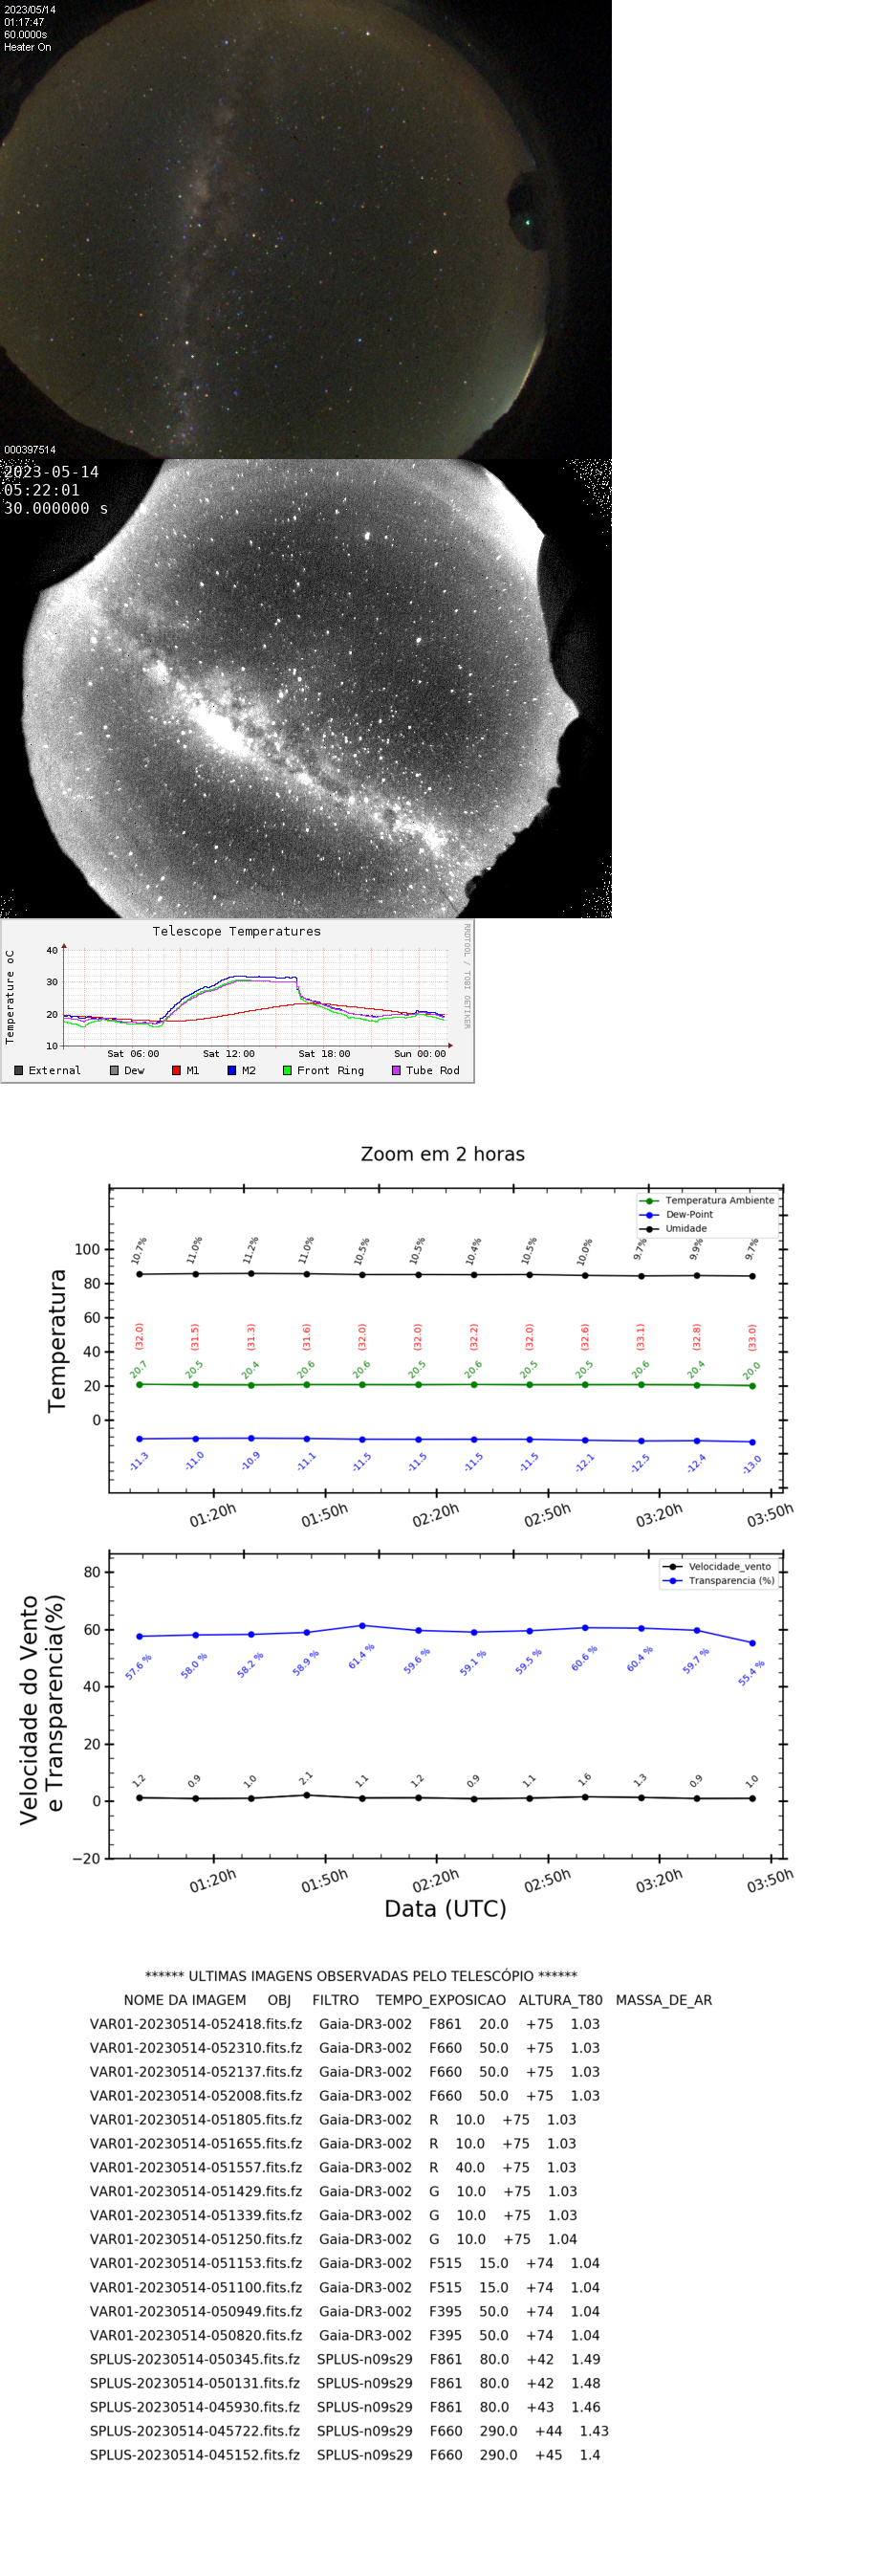 2023/05/14
01:17:47
60.0000s
Heater On
000397514
2023-05-14
05:22:01
30.000000 s
Telescope Temperatures
RRDTOOL / TOBI OETIKER
Temperature oC
40
30
20
10
Sat 06:00 Sat 12:00 Sat 18:00 Sun 00:00
External Dew M1 M2 Front Ring Tube Rod
Zoom em 2 horas
Temperatura Ambiente
Dew-Point
Umidade
Temperatura
100
80
60
40
20
0
10.7% 11.0% 11.2% 11.0% 10.5% 10.5% 10.4% 10.5% 10.0% 9.7% 9.9% 9.7%
(32.0) (31.5) (31.3) (31.6) (32.0) (32.0) (32.2) (32.0) (32.6) (33.1) (32.8) (33.0)
20.7 20.5 20.4 20.6 20.6 20.5 20.6 20.5 20.5 20.6 20.4 20.0
-11.3 -11.0 -10.9 -11.1 -11.5 -11.5 -11.5 -11.5 -12.1 -12.5 -12.4 -13.0
01:20h 01:50h 02:20h 02:50h 03:20h 03:50h
Velocidade_vento
Transparencia (%)
Velocidade do Vento
e Transparencia(%)
80
60
40
20
0
−20
57.6 % 58.0 % 58.2 % 58.9 % 61.4 % 59.6 % 59.1 % 59.5 % 60.6 % 60.4 % 59.7 % 55.4 %
1.2 0.9 1.0 2.1 1.1 1.2 0.9 1.1 1.6 1.3 0.9 1.0
01:20h 01:50h 02:20h 02:50h 03:20h 03:50h
Data (UTC)
****** ULTIMAS IMAGENS OBSERVADAS PELO TELESCÓPIO ******
NOME DA IMAGEM OBJ FILTRO TEMPO_EXPOSICAO ALTURA_T80 MASSA_DE_AR
VAR01-20230514-052418.fits.fz Gaia-DR3-002 F861 20.0 +75 1.03
VAR01-20230514-052310.fits.fz Gaia-DR3-002 F660 50.0 +75 1.03
VAR01-20230514-052137.fits.fz Gaia-DR3-002 F660 50.0 +75 1.03
VAR01-20230514-052008.fits.fz Gaia-DR3-002 F660 50.0 +75 1.03
VAR01-20230514-051805.fits.fz Gaia-DR3-002 R 10.0 +75 1.03
VAR01-20230514-051655.fits.fz Gaia-DR3-002 R 10.0 +75 1.03
VAR01-20230514-051557.fits.fz Gaia-DR3-002 R 40.0 +75 1.03
VAR01-20230514-051429.fits.fz Gaia-DR3-002 G 10.0 +75 1.03
VAR01-20230514-051339.fits.fz Gaia-DR3-002 G 10.0 +75 1.03
VAR01-20230514-051250.fits.fz Gaia-DR3-002 G 10.0 +75 1.04
VAR01-20230514-051153.fits.fz Gaia-DR3-002 F515 15.0 +74 1.04
VAR01-20230514-051100.fits.fz Gaia-DR3-002 F515 15.0 +74 1.04
VAR01-20230514-050949.fits.fz Gaia-DR3-002 F395 50.0 +74 1.04
VAR01-20230514-050820.fits.fz Gaia-DR3-002 F395 50.0 +74 1.04
SPLUS-20230514-050345.fits.fz SPLUS-n09s29 F861 80.0 +42 1.49
SPLUS-20230514-050131.fits.fz SPLUS-n09s29 F861 80.0 +42 1.48
SPLUS-20230514-045930.fits.fz SPLUS-n09s29 F861 80.0 +43 1.46
SPLUS-20230514-045722.fits.fz SPLUS-n09s29 F660 290.0 +44 1.43
SPLUS-20230514-045152.fits.fz SPLUS-n09s29 F660 290.0 +45 1.4